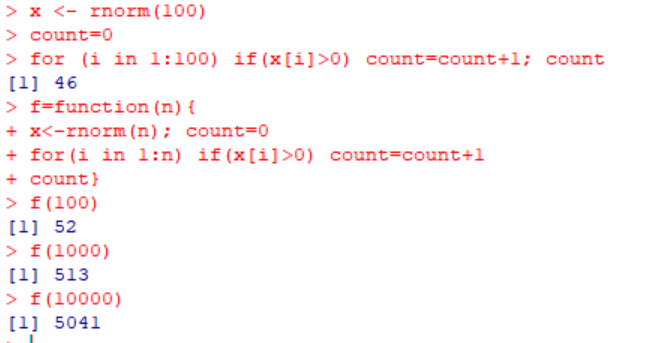 > x <- rnorm(100)
> count=0
> for (i in 1:100) if(x[i]>0) count=count+1; count
[1] 46
> f=function(n){
+ x<-rnorm(n); count=0
+ for(i in 1:n) if(x[i]>0) count=count+1
+ count}
> f(100)
[1] 52
> f(1000)
[1] 513
> f(10000)
[1] 5041